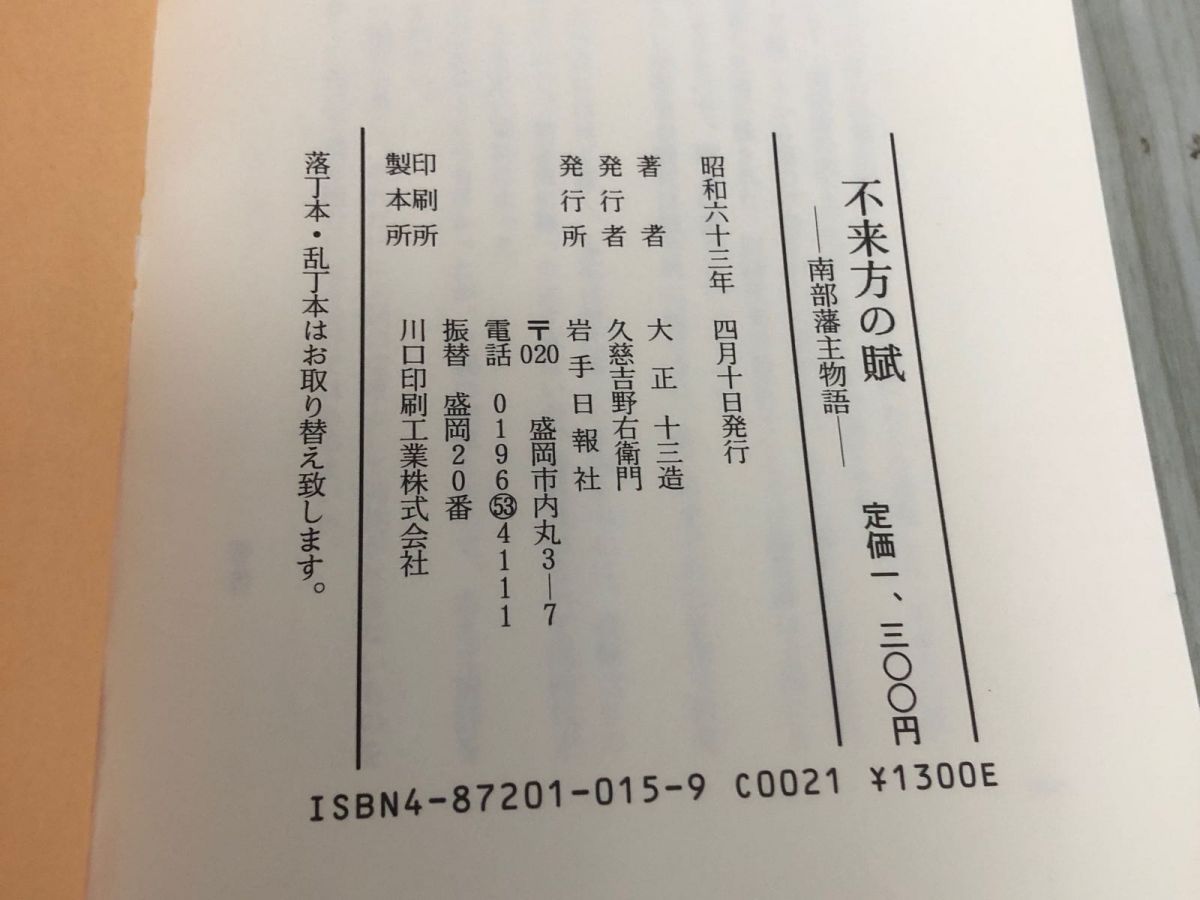 不来方の賦 定価一、三〇〇円
―南部藩主物語―
昭和六十三年 四月十日発行
著者 大正十三造
発行者 久慈吉野右衛門
発行所 岩手日報社
〒020 盛岡市内丸3―7
電話 0196㊾4111
振替 盛岡20番
印刷所
製本所 川口印刷工業株式会社
落丁本・乱丁本はお取り替え致します。
ISBN4-87201-015-9 C0021 ¥1300E